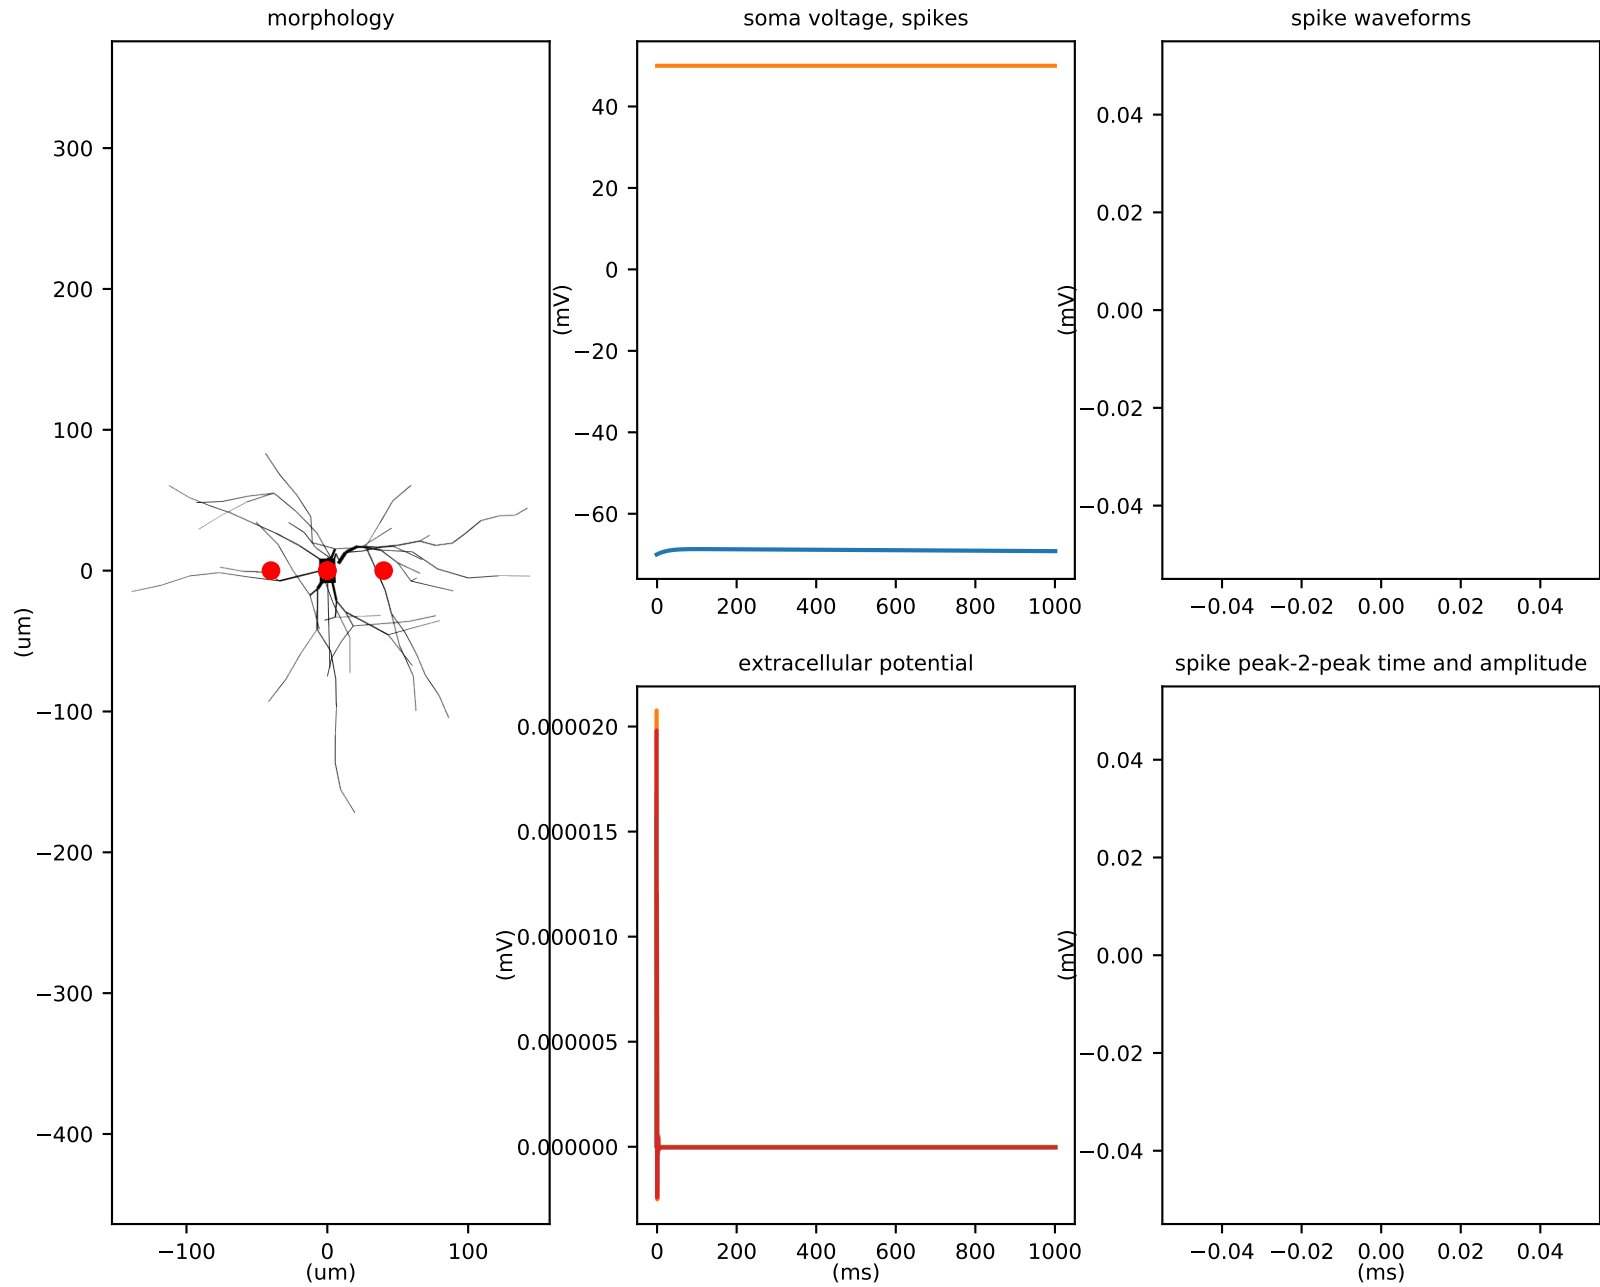 morphology
300
200
100
0
−100
−200
−300
−400
(um)
−100 0 100
(um)
soma voltage, spikes
40
20
0
−20
−40
−60
(mV)
0 200 400 600 800 1000
spike waveforms
0.04
0.02
0.00
−0.02
−0.04
(mV)
−0.04 −0.02 0.00 0.02 0.04
extracellular potential
0.000020
0.000015
0.000010
0.000005
0.000000
(mV)
0 200 400 600 800 1000
(ms)
spike peak-2-peak time and amplitude
0.04
0.02
0.00
−0.02
−0.04
(mV)
−0.04 −0.02 0.00 0.02 0.04
(ms)